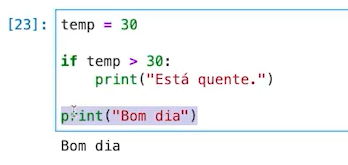 [23]: temp = 30
if temp > 30:
    print("Está quente.")
print("Bom dia")
Bom dia